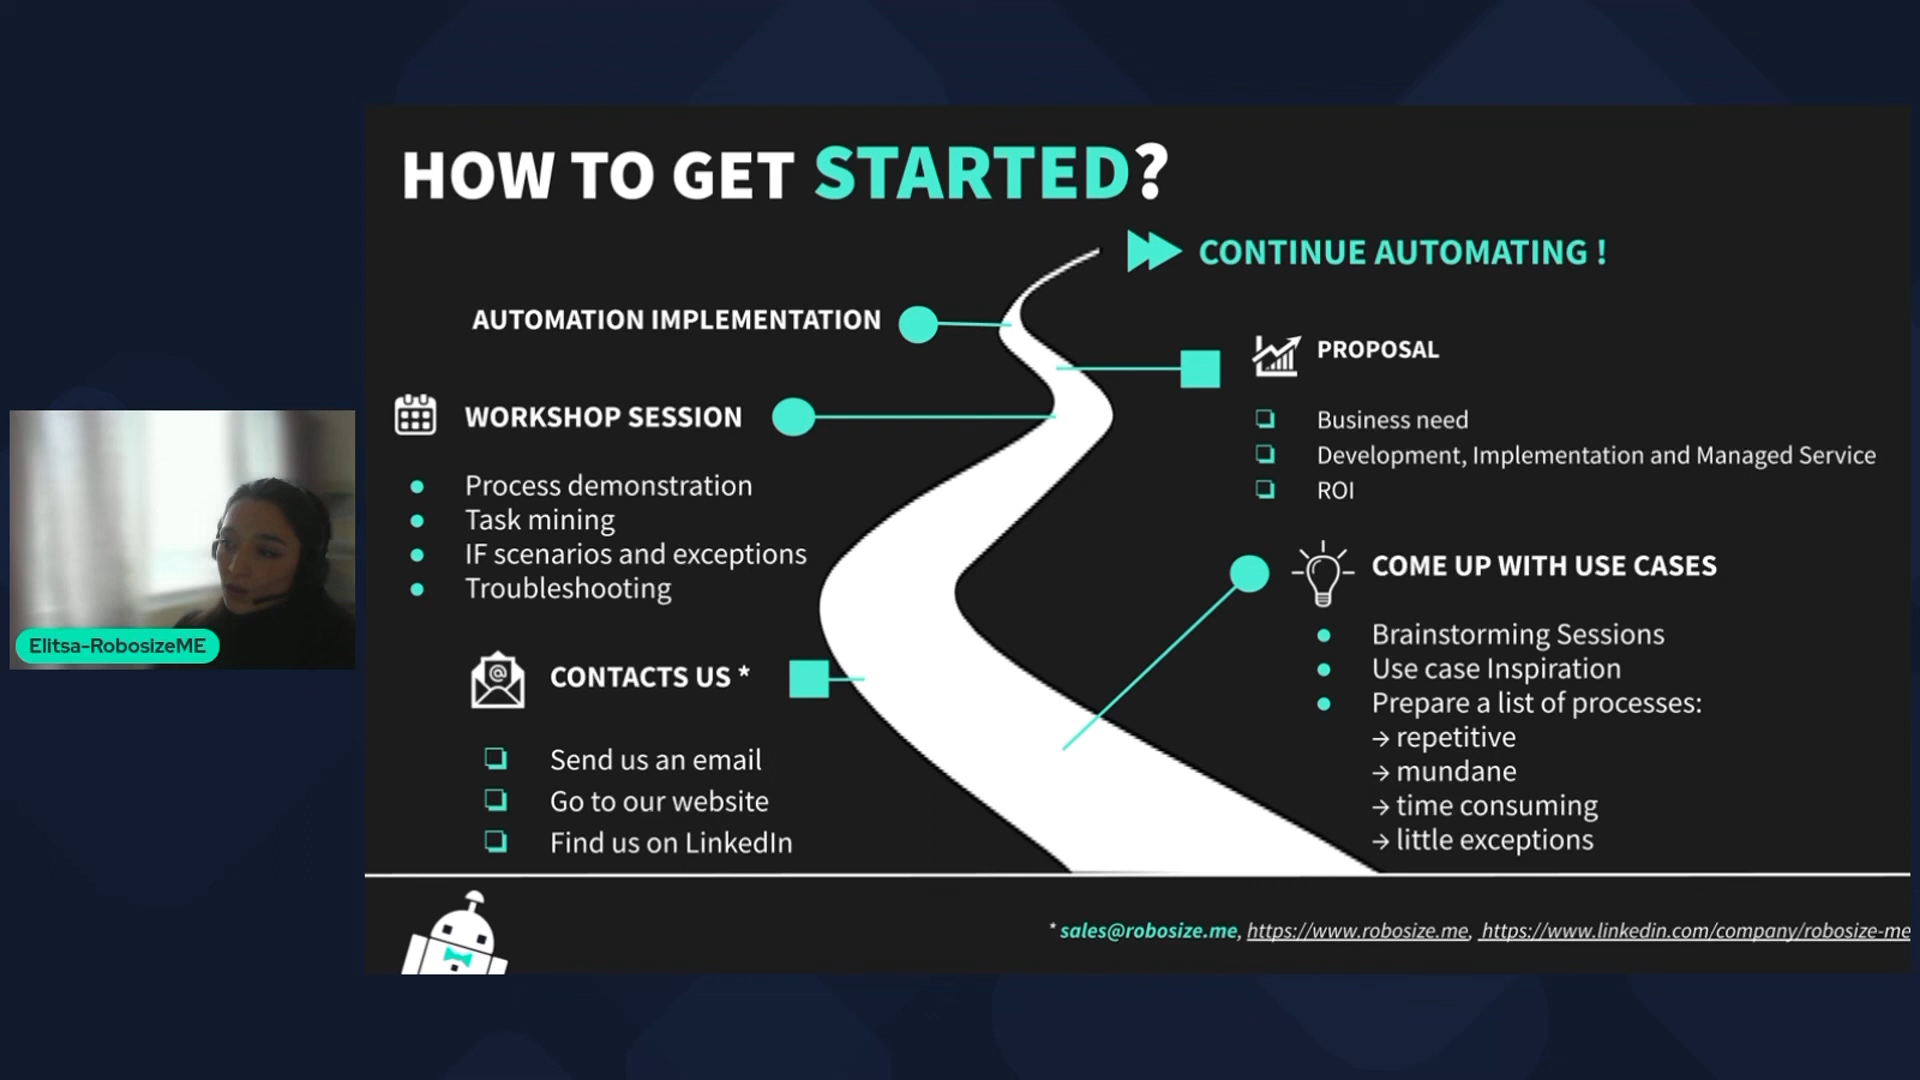 HOW TO GET STARTED?
CONTINUE AUTOMATING !
AUTOMATION IMPLEMENTATION
PROPOSAL
Business need
Development, Implementation and Managed Service
ROI
WORKSHOP SESSION
Process demonstration
Task mining
IF scenarios and exceptions
Troubleshooting
COME UP WITH USE CASES
Brainstorming Sessions
Use case Inspiration
Prepare a list of processes:
→ repetitive
→ mundane
→ time consuming
→ little exceptions
CONTACTS US *
Send us an email
Go to our website
Find us on LinkedIn
Elitsa-RobosizeME
* sales@robosize.me, https://www.robosize.me, https://www.linkedin.com/company/robosize-me